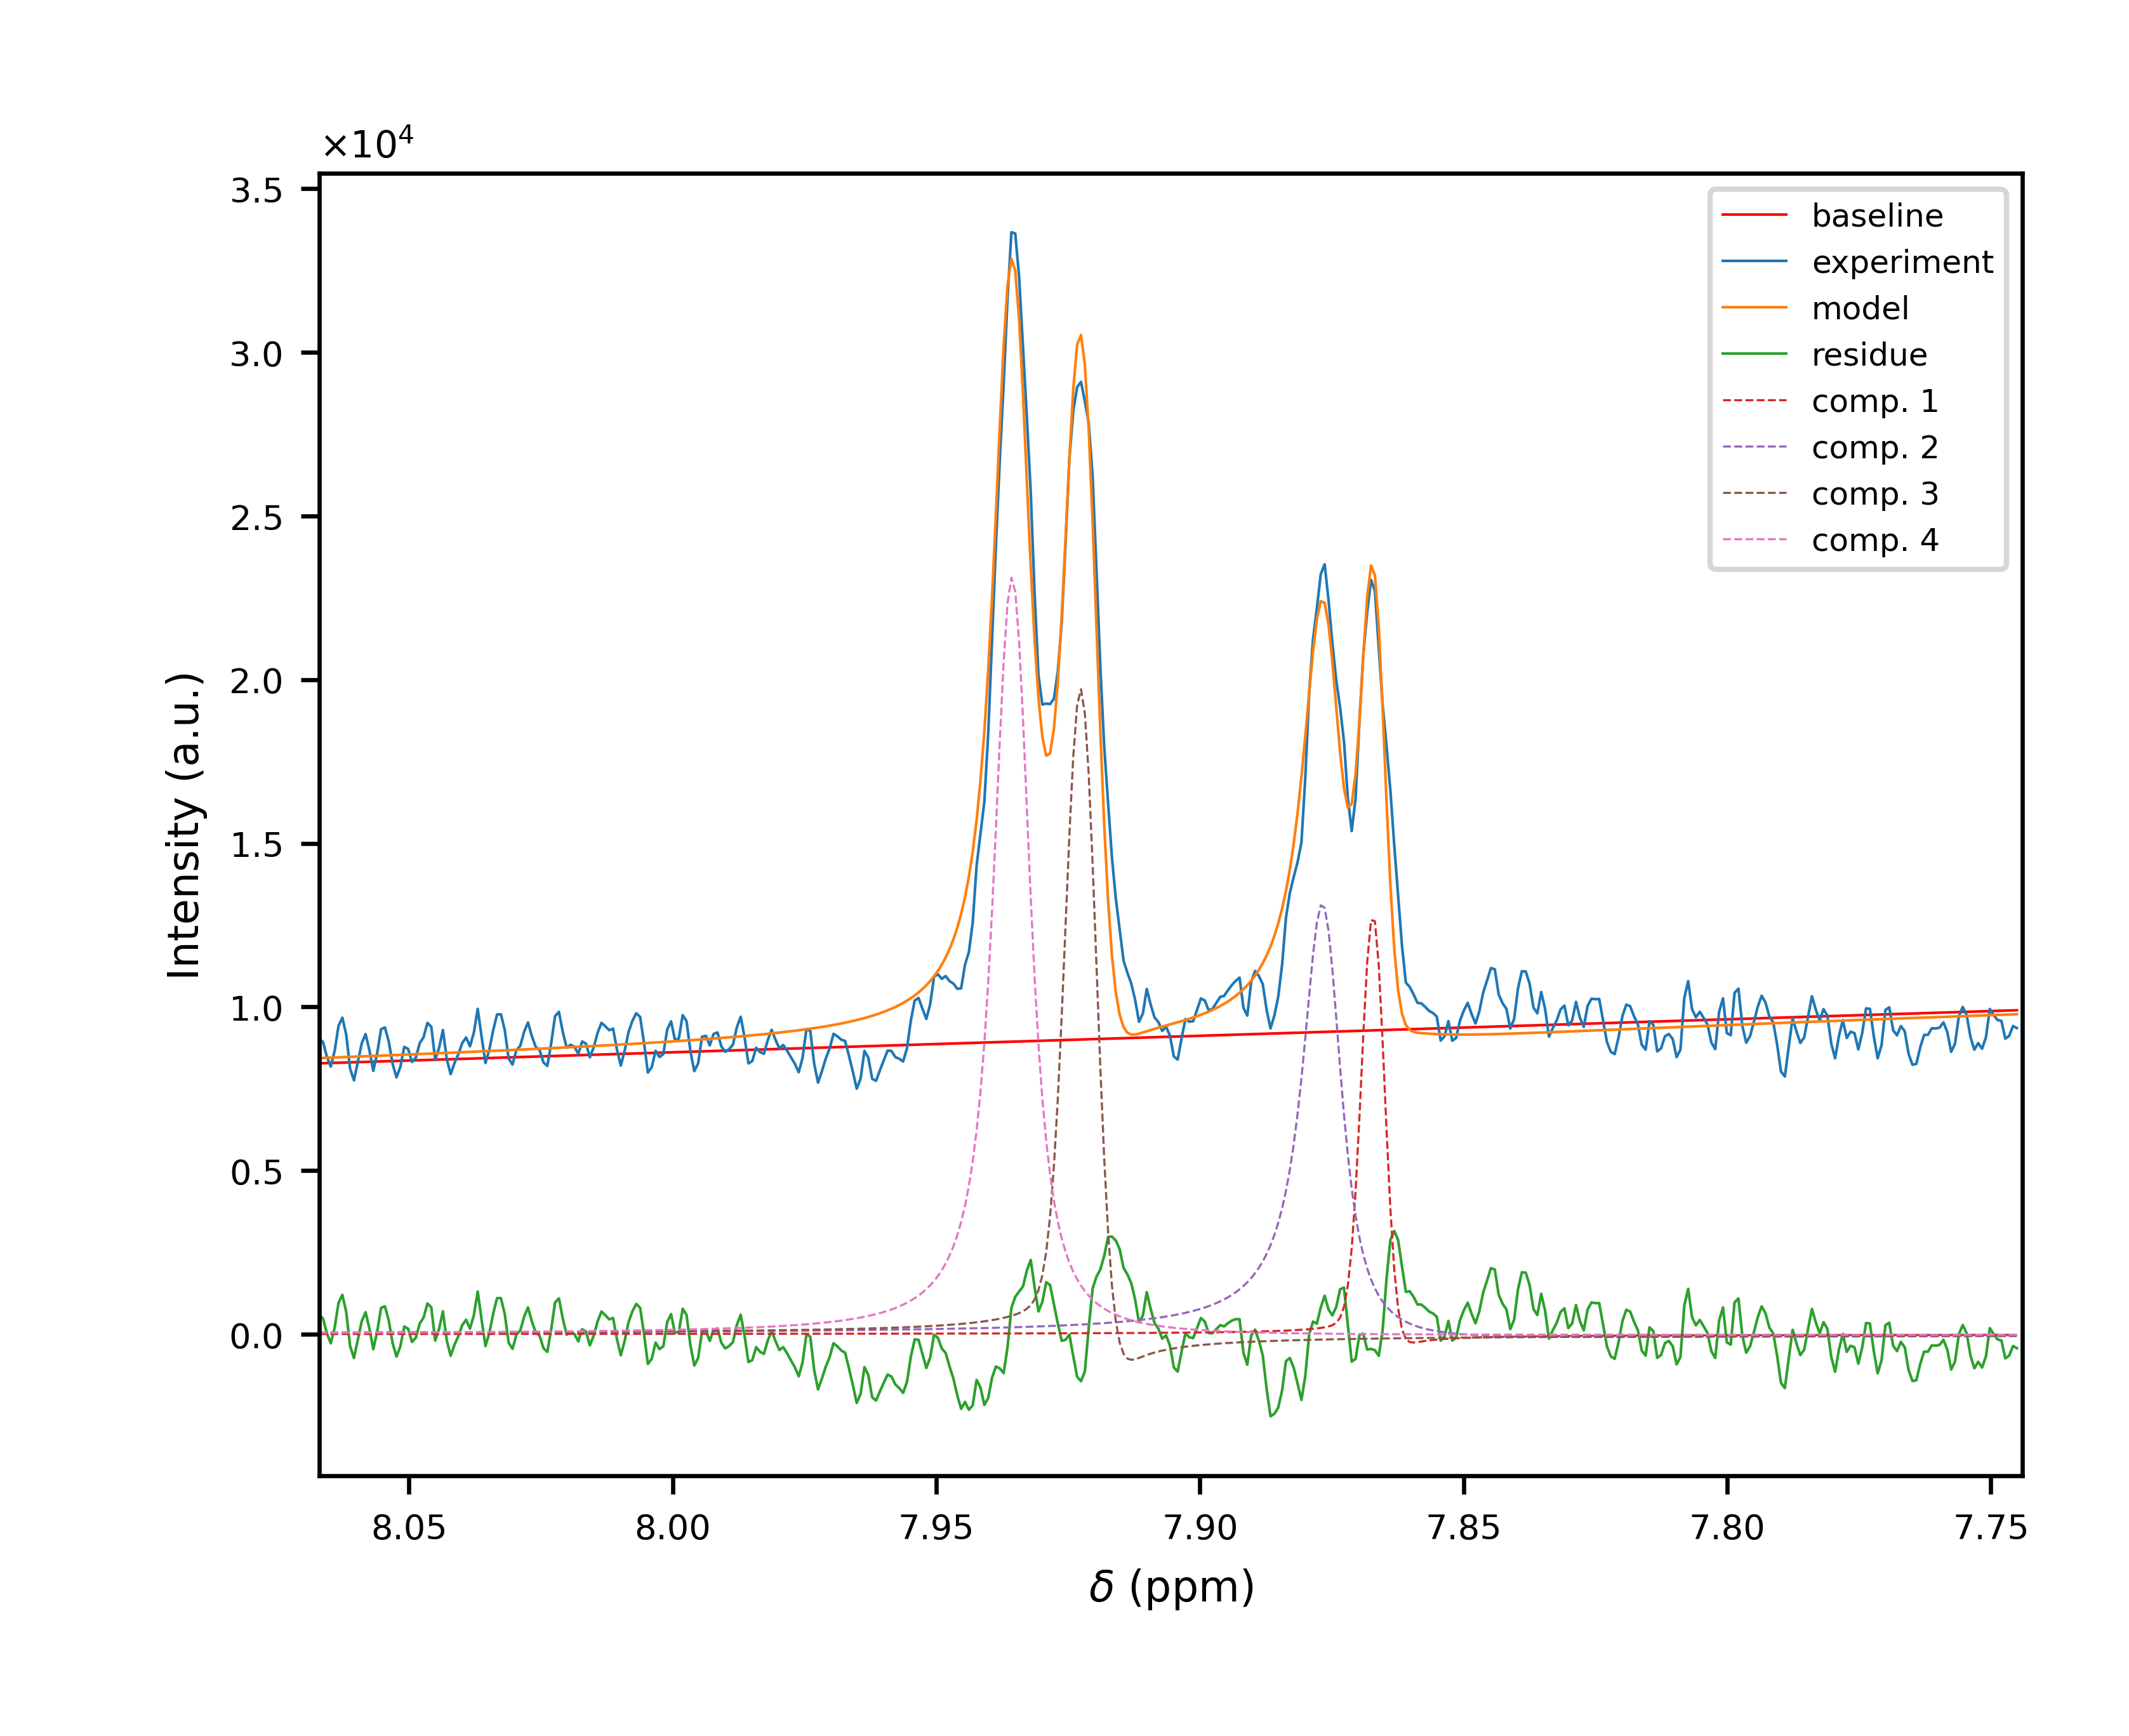 ×10⁴
3.5
3.0
2.5
2.0
1.5
1.0
0.5
0.0
Intensity (a.u.)
baseline
experiment
model
residue
comp. 1
comp. 2
comp. 3
comp. 4
8.05 8.00 7.95 7.90 7.85 7.80 7.75
δ (ppm)